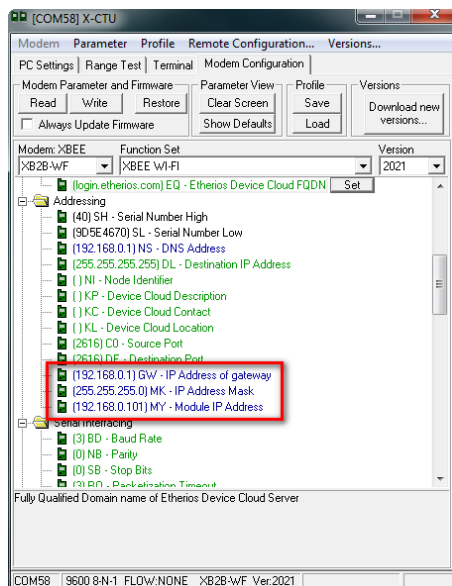 [COM58] X-CTU
Modem Parameter Profile Remote Configuration... Versions...
PC Settings Range Test Terminal Modem Configuration
Modem Parameter and Firmware Parameter View Profile Versions
Read Write Restore Clear Screen Save Download new versions...
Always Update Firmware Show Defaults Load
Modem: XBEE Function Set Version
XB2B-WF XBEE WI-FI 2021
(login.etherios.com) EQ - Etherios Device Cloud FQDN Set
Addressing
(40) SH - Serial Number High
(9D5E4670) SL - Serial Number Low
(192.168.0.1) NS - DNS Address
(255.255.255.255) DL - Destination IP Address
( ) NI - Node Identifier
( ) KP - Device Cloud Description
( ) KC - Device Cloud Contact
( ) KL - Device Cloud Location
(2616) C0 - Source Port
(2616) DE - Destination Port
(192.168.0.1) GW - IP Address of gateway
(255.255.255.0) MK - IP Address Mask
(192.168.0.101) MY - Module IP Address
Serial Interfacing
(3) BD - Baud Rate
(0) NB - Parity
(0) SB - Stop Bits
(3) RO - Packetization Timeout
Fully Qualified Domain name of Etherios Device Cloud Server
COM58 9600 8-N-1 FLOW:NONE XB2B-WF Ver:2021